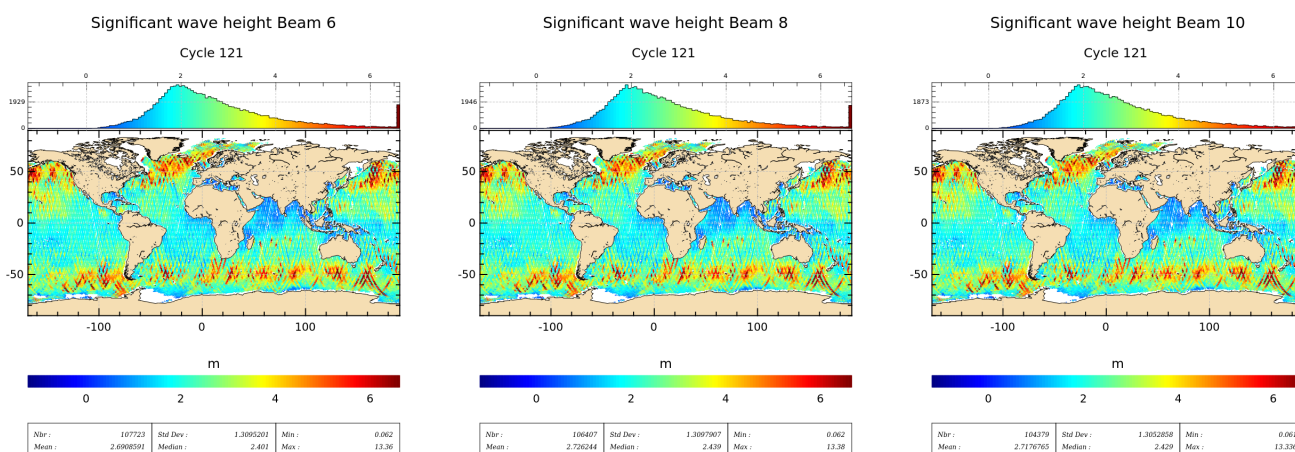 Significant wave height Beam 6
Cycle 121
0 2 4 6
1929
0
50
0
-50
-100 0 100
m
0 2 4 6
Nbr : 107723 Std Dev : 1.3095201 Min : 0.062
Mean : 2.6908591 Median : 2.401 Max : 13.36
Significant wave height Beam 8
Cycle 121
0 2 4 6
1946
0
50
0
-50
-100 0 100
m
0 2 4 6
Nbr : 106407 Std Dev : 1.3097907 Min : 0.062
Mean : 2.726244 Median : 2.439 Max : 13.38
Significant wave height Beam 10
Cycle 121
0 2 4 6
1873
0
50
0
-50
-100 0 100
m
0 2 4 6
Nbr : 104379 Std Dev : 1.3052858 Min : 0.061
Mean : 2.7176765 Median : 2.429 Max : 13.336